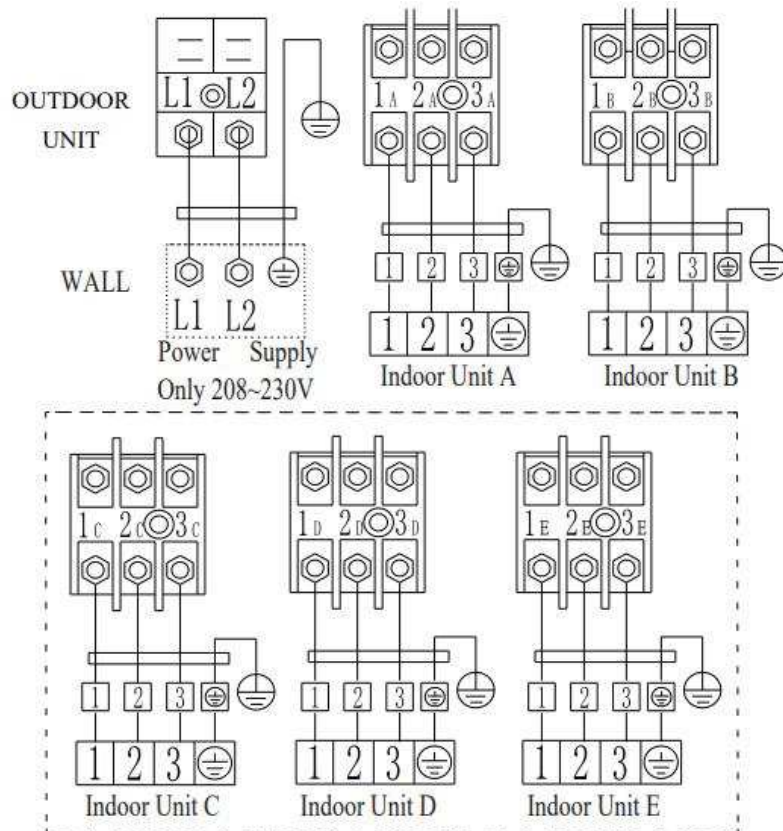 OUTDOOR
UNIT
L1 L2
1A 2A 3A
1B 2B 3B
WALL
L1 L2
Power Supply
Only 208~230V
1 2 3
1 2 3
Indoor Unit A
1 2 3
1 2 3
Indoor Unit B
1C 2C 3C
1D 2D 3D
1E 2E 3E
1 2 3
1 2 3
Indoor Unit C
1 2 3
1 2 3
Indoor Unit D
1 2 3
1 2 3
Indoor Unit E